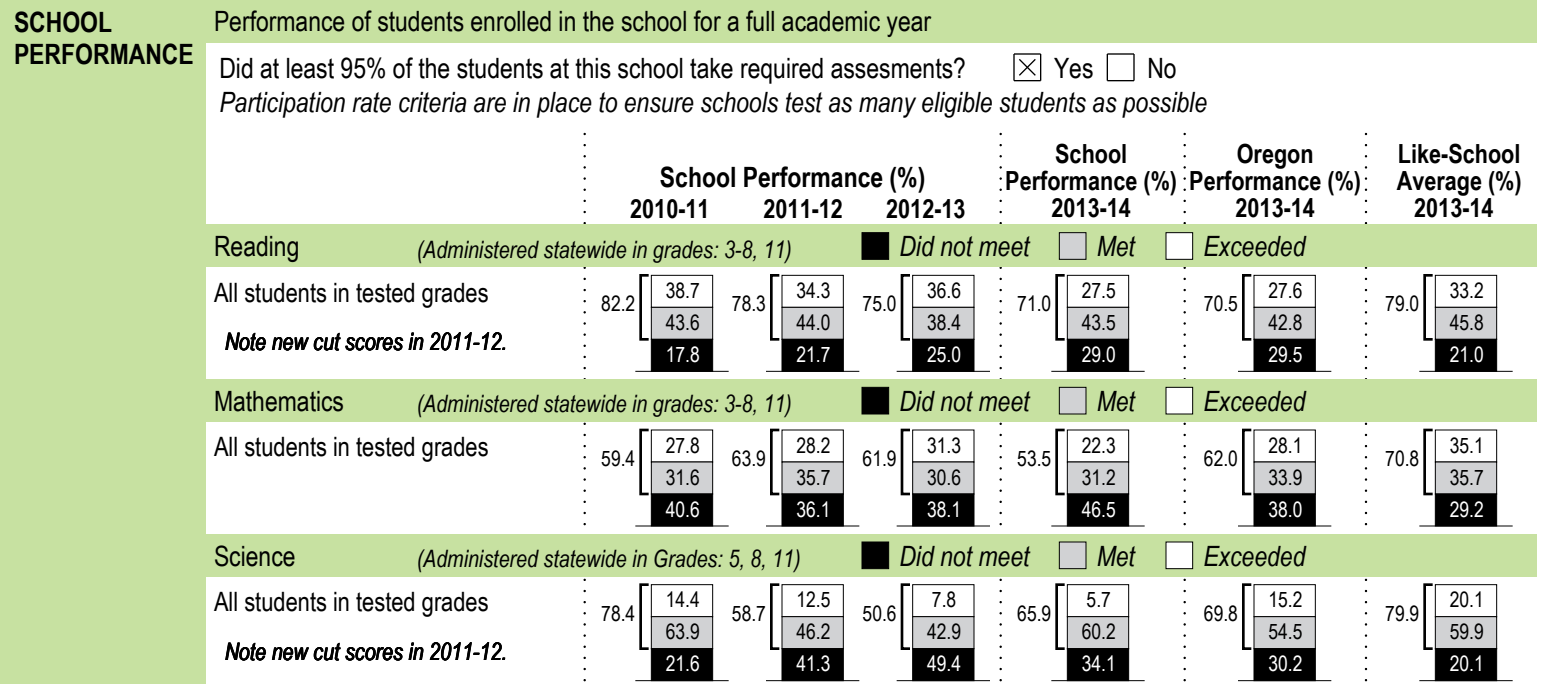 SCHOOL
PERFORMANCE
Performance of students enrolled in the school for a full academic year
Did at least 95% of the students at this school take required assesments? Yes No
Participation rate criteria are in place to ensure schools test as many eligible students as possible
School Performance (%)
2010-11 2011-12 2012-13
School
Performance (%)
2013-14
Oregon
Performance (%)
2013-14
Like-School
Average (%)
2013-14
Reading (Administered statewide in grades: 3-8, 11) Did not meet Met Exceeded
All students in tested grades
Note new cut scores in 2011-12.
82.2 38.7 43.6 17.8
78.3 34.3 44.0 21.7
75.0 36.6 38.4 25.0
71.0 27.5 43.5 29.0
70.5 27.6 42.8 29.5
79.0 33.2 45.8 21.0
Mathematics (Administered statewide in grades: 3-8, 11) Did not meet Met Exceeded
All students in tested grades
59.4 27.8 31.6 40.6
63.9 28.2 35.7 36.1
61.9 31.3 30.6 38.1
53.5 22.3 31.2 46.5
62.0 28.1 33.9 38.0
70.8 35.1 35.7 29.2
Science (Administered statewide in Grades: 5, 8, 11) Did not meet Met Exceeded
All students in tested grades
Note new cut scores in 2011-12.
78.4 14.4 63.9 21.6
58.7 12.5 46.2 41.3
50.6 7.8 42.9 49.4
65.9 5.7 60.2 34.1
69.8 15.2 54.5 30.2
79.9 20.1 59.9 20.1